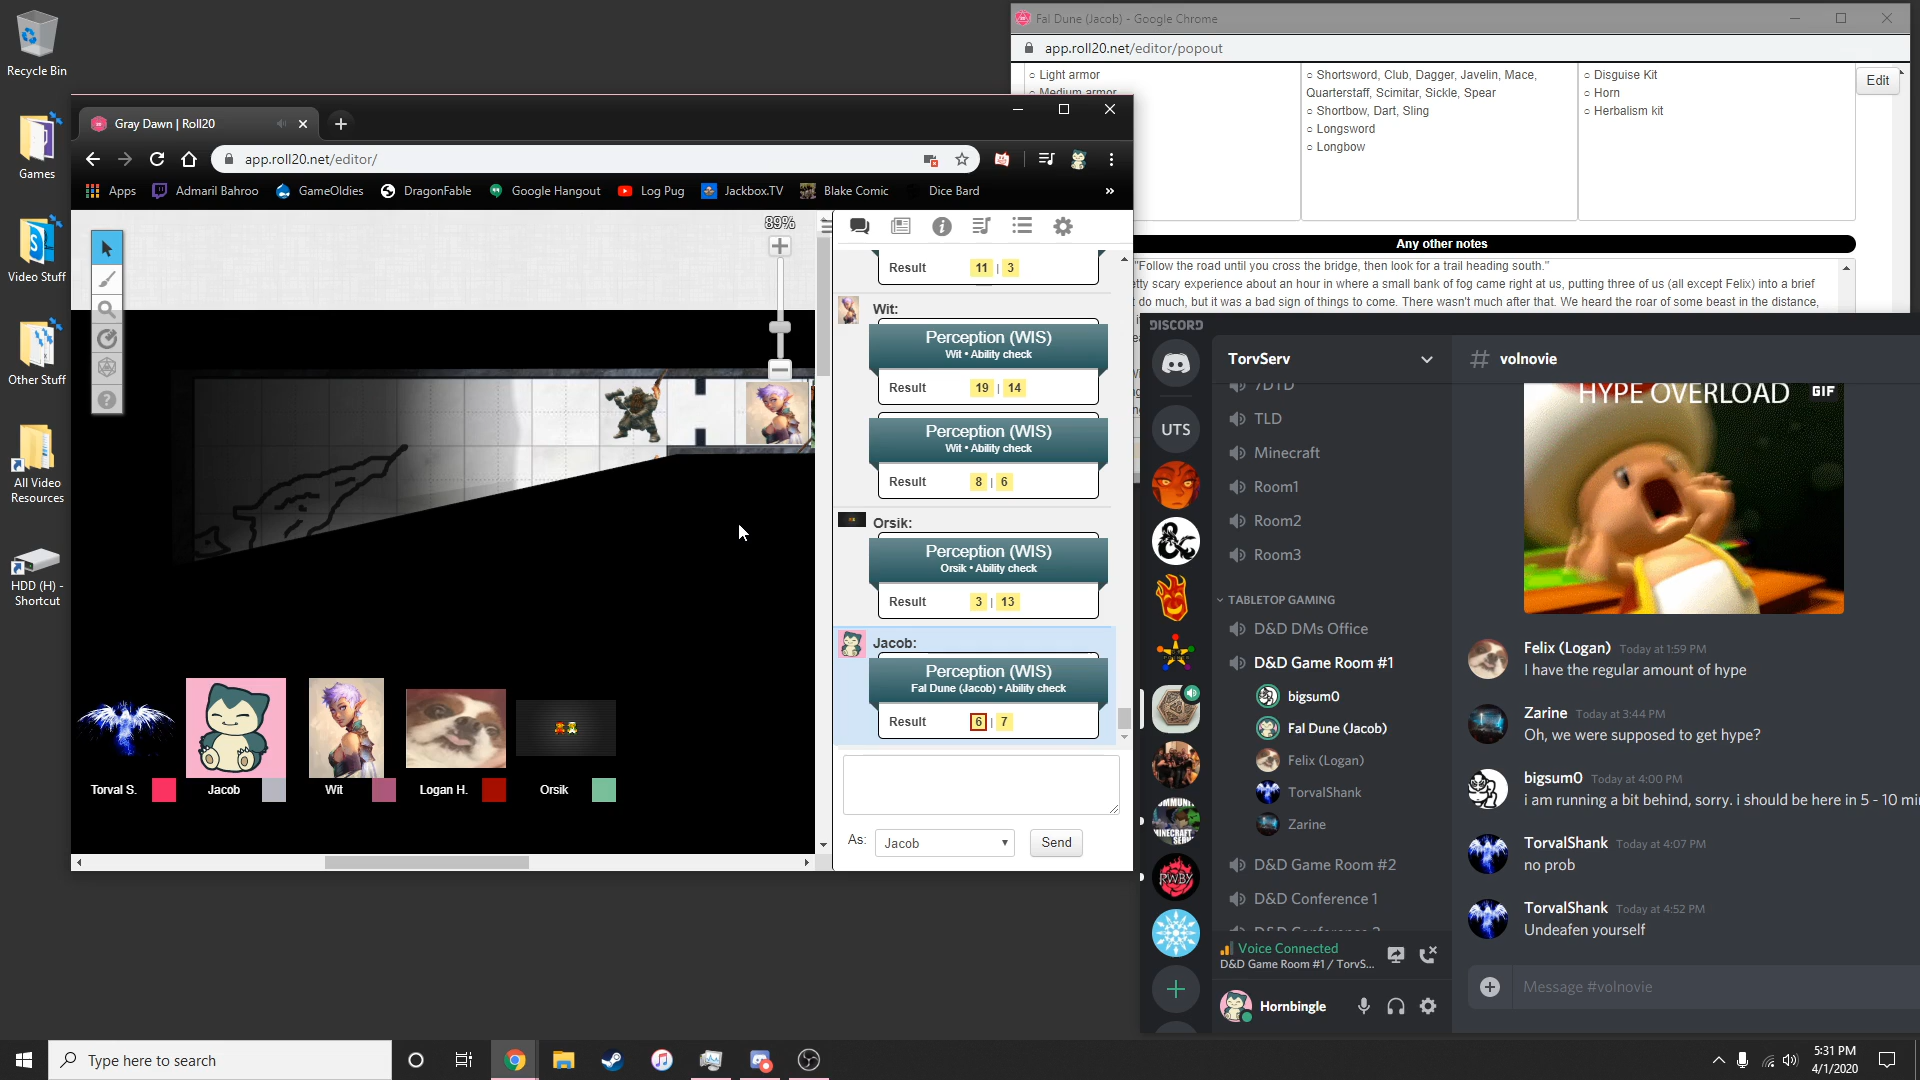 Recycle Bin
Games
Video Stuff
Other Stuff
All Video
Resources
HDD (H) -
Shortcut
Fal Dune (Jacob) - Google Chrome
app.roll20.net/editor/popout
Edit
Light armor
Medium armor
Shortsword, Club, Dagger, Javelin, Mace,
Quarterstaff, Scimitar, Sickle, Spear
Shortbow, Dart, Sling
Longsword
Longbow
Disguise Kit
Horn
Herbalism kit
Any other notes
"Follow the road until you cross the bridge, then look for a trail heading south."
etty scary experience about an hour in where a small bank of fog came right at us, putting three of us (all except Felix) into a brief
do much, but it was a bad sign of things to come. There wasn't much after that. We heard the roar of some beast in the distance,
Gray Dawn | Roll20
app.roll20.net/editor/
Apps
Admaril Bahroo
GameOldies
DragonFable
Google Hangout
Log Pug
Jackbox.TV
Blake Comic
Dice Bard
»
89%
Result 11 | 3
Wit:
Perception (WIS)
Wit • Ability check
Result 19 | 14
Perception (WIS)
Wit • Ability check
Result 8 | 6
Orsik:
Perception (WIS)
Orsik • Ability check
Result 3 | 13
Jacob:
Perception (WIS)
Fal Dune (Jacob) • Ability check
Result 6 | 7
As: Jacob Send
Torval S.
Jacob
Wit
Logan H.
Orsik
DISCORD
UTS
RWBY
TorvServ
7DTD
TLD
Minecraft
Room1
Room2
Room3
TABLETOP GAMING
D&D DMs Office
D&D Game Room #1
bigsum0
Fal Dune (Jacob)
Felix (Logan)
TorvalShank
Zarine
D&D Game Room #2
D&D Conference 1
D&D Conference 2
Voice Connected
D&D Game Room #1 / TorvS...
Hornbingle
# volnovie
HYPE OVERLOAD
GIF
Felix (Logan) Today at 1:59 PM
I have the regular amount of hype
Zarine Today at 3:44 PM
Oh, we were supposed to get hype?
bigsum0 Today at 4:00 PM
i am running a bit behind, sorry. i should be here in 5 - 10 min
TorvalShank Today at 4:07 PM
no prob
TorvalShank Today at 4:52 PM
Undeafen yourself
Message #volnovie
Type here to search
5:31 PM
4/1/2020